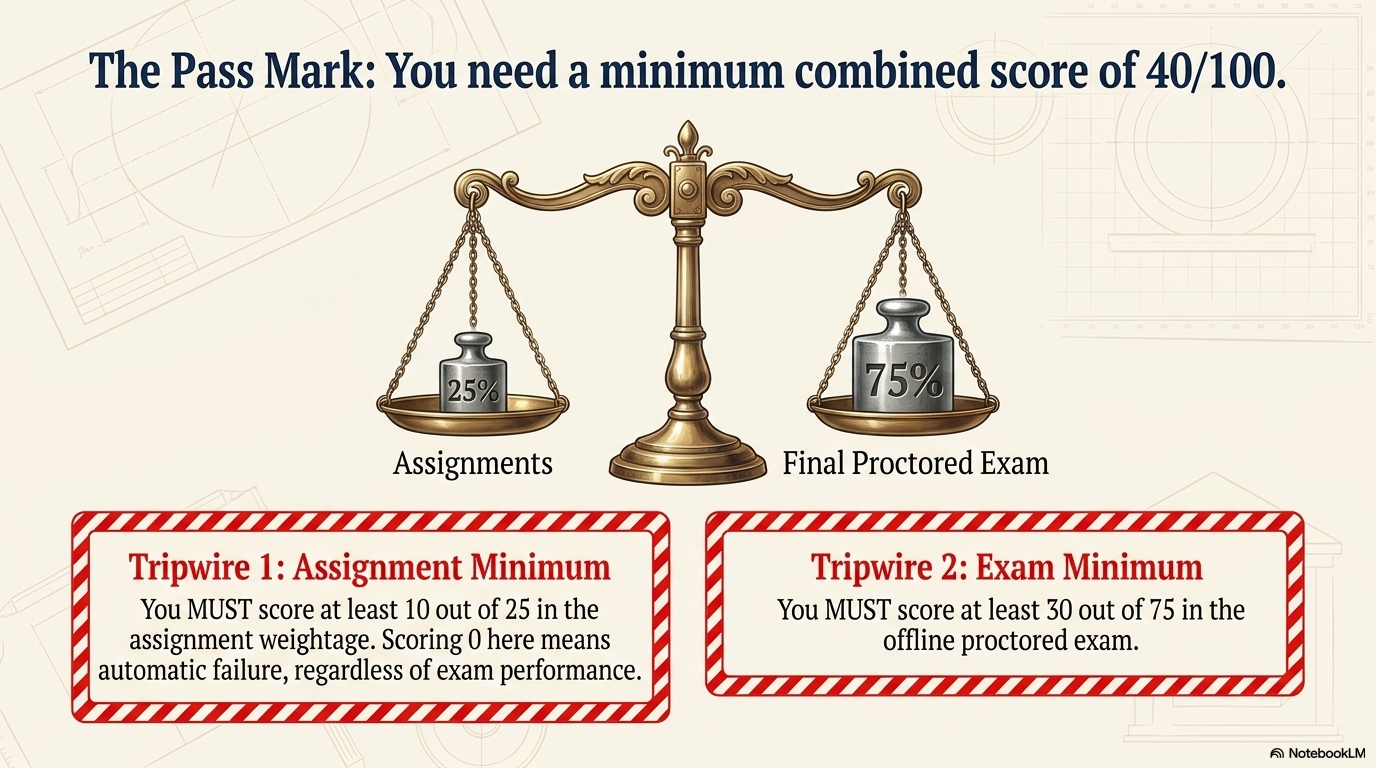 The Pass Mark: You need a minimum combined score of 40/100.
25%
75%
Assignments
Final Proctored Exam
Tripwire 1: Assignment Minimum
You MUST score at least 10 out of 25 in the
assignment weightage. Scoring 0 here means
automatic failure, regardless of exam performance.
Tripwire 2: Exam Minimum
You MUST score at least 30 out of 75 in the
offline proctored exam.
NotebookLM